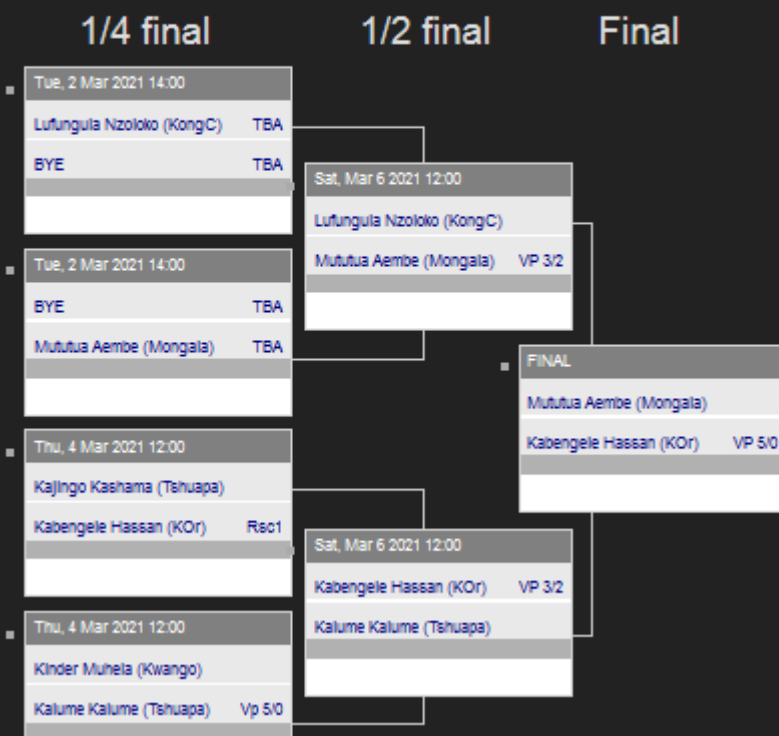 1/4 final
1/2 final
Final
Tue, 2 Mar 2021 14:00
Lufungula Nzoloko (KongC) TBA
BYE TBA
Tue, 2 Mar 2021 14:00
BYE TBA
Mututua Aembe (Mongala) TBA
Thu, 4 Mar 2021 12:00
Kajingo Kashama (Tshuapa)
Kabengele Hassan (KOr) Rsc1
Thu, 4 Mar 2021 12:00
Kinder Muhela (Kwango)
Kalume Kalume (Tshuapa) Vp 5/0
Sat, Mar 6 2021 12:00
Lufungula Nzoloko (KongC)
Mututua Aembe (Mongala) VP 3/2
Sat, Mar 6 2021 12:00
Kabengele Hassan (KOr) VP 3/2
Kalume Kalume (Tshuapa)
FINAL
Mututua Aembe (Mongala)
Kabengele Hassan (KOr) VP 5/0